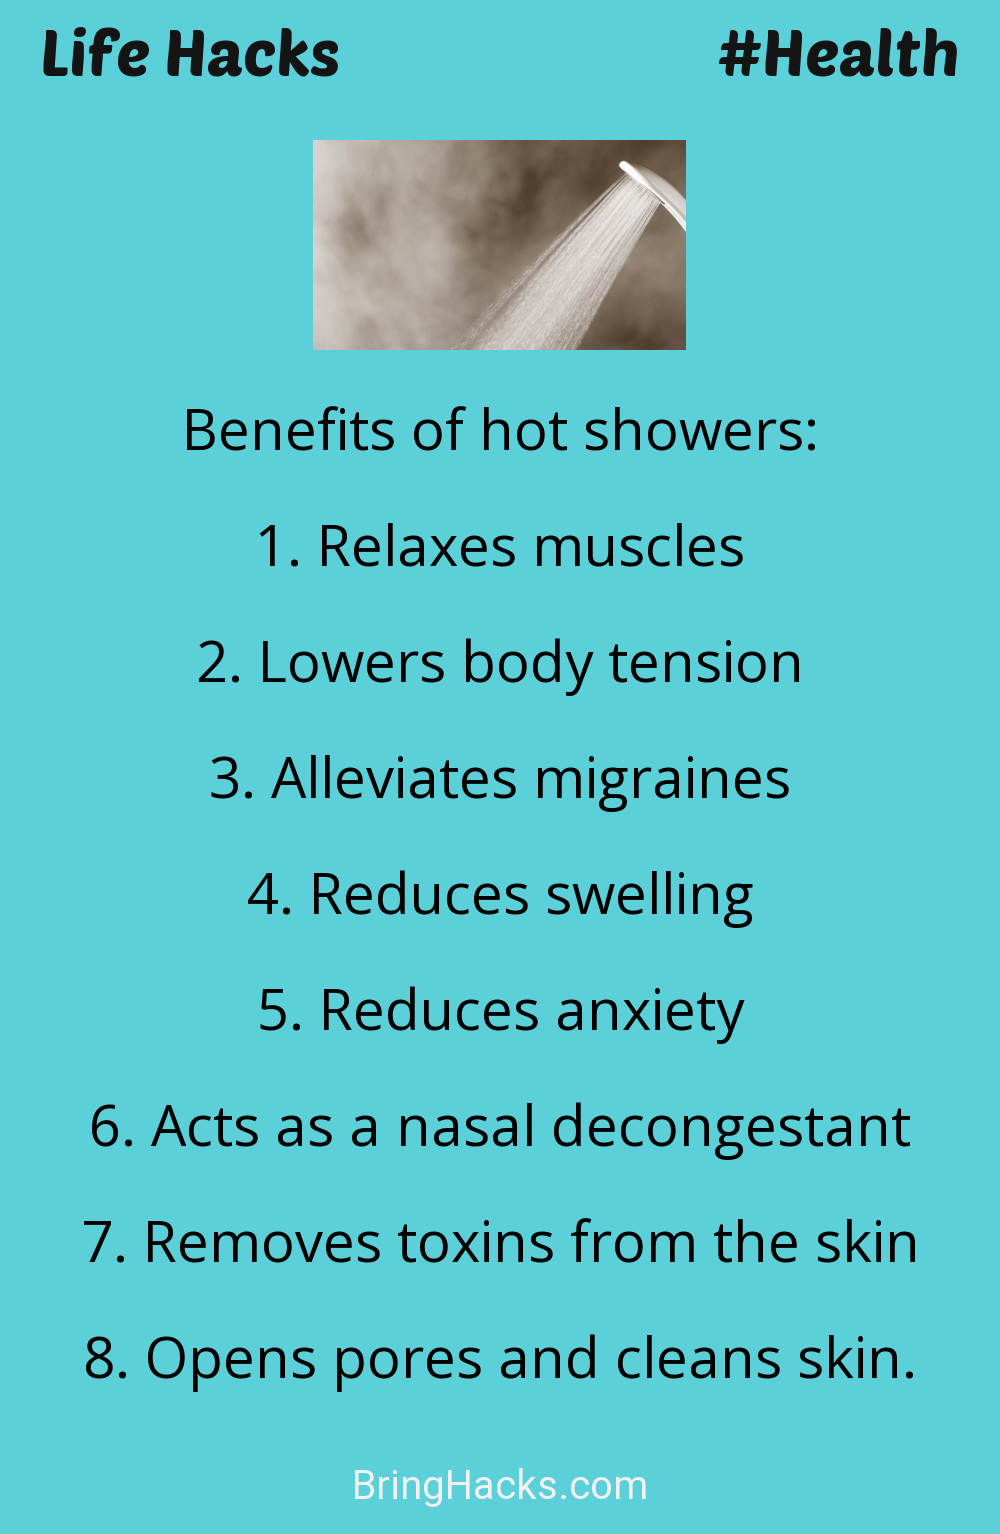 Life Hacks #Health
Benefits of hot showers:
1. Relaxes muscles
2. Lowers body tension
3. Alleviates migraines
4. Reduces swelling
5. Reduces anxiety
6. Acts as a nasal decongestant
7. Removes toxins from the skin
8. Opens pores and cleans skin.
BringHacks.com